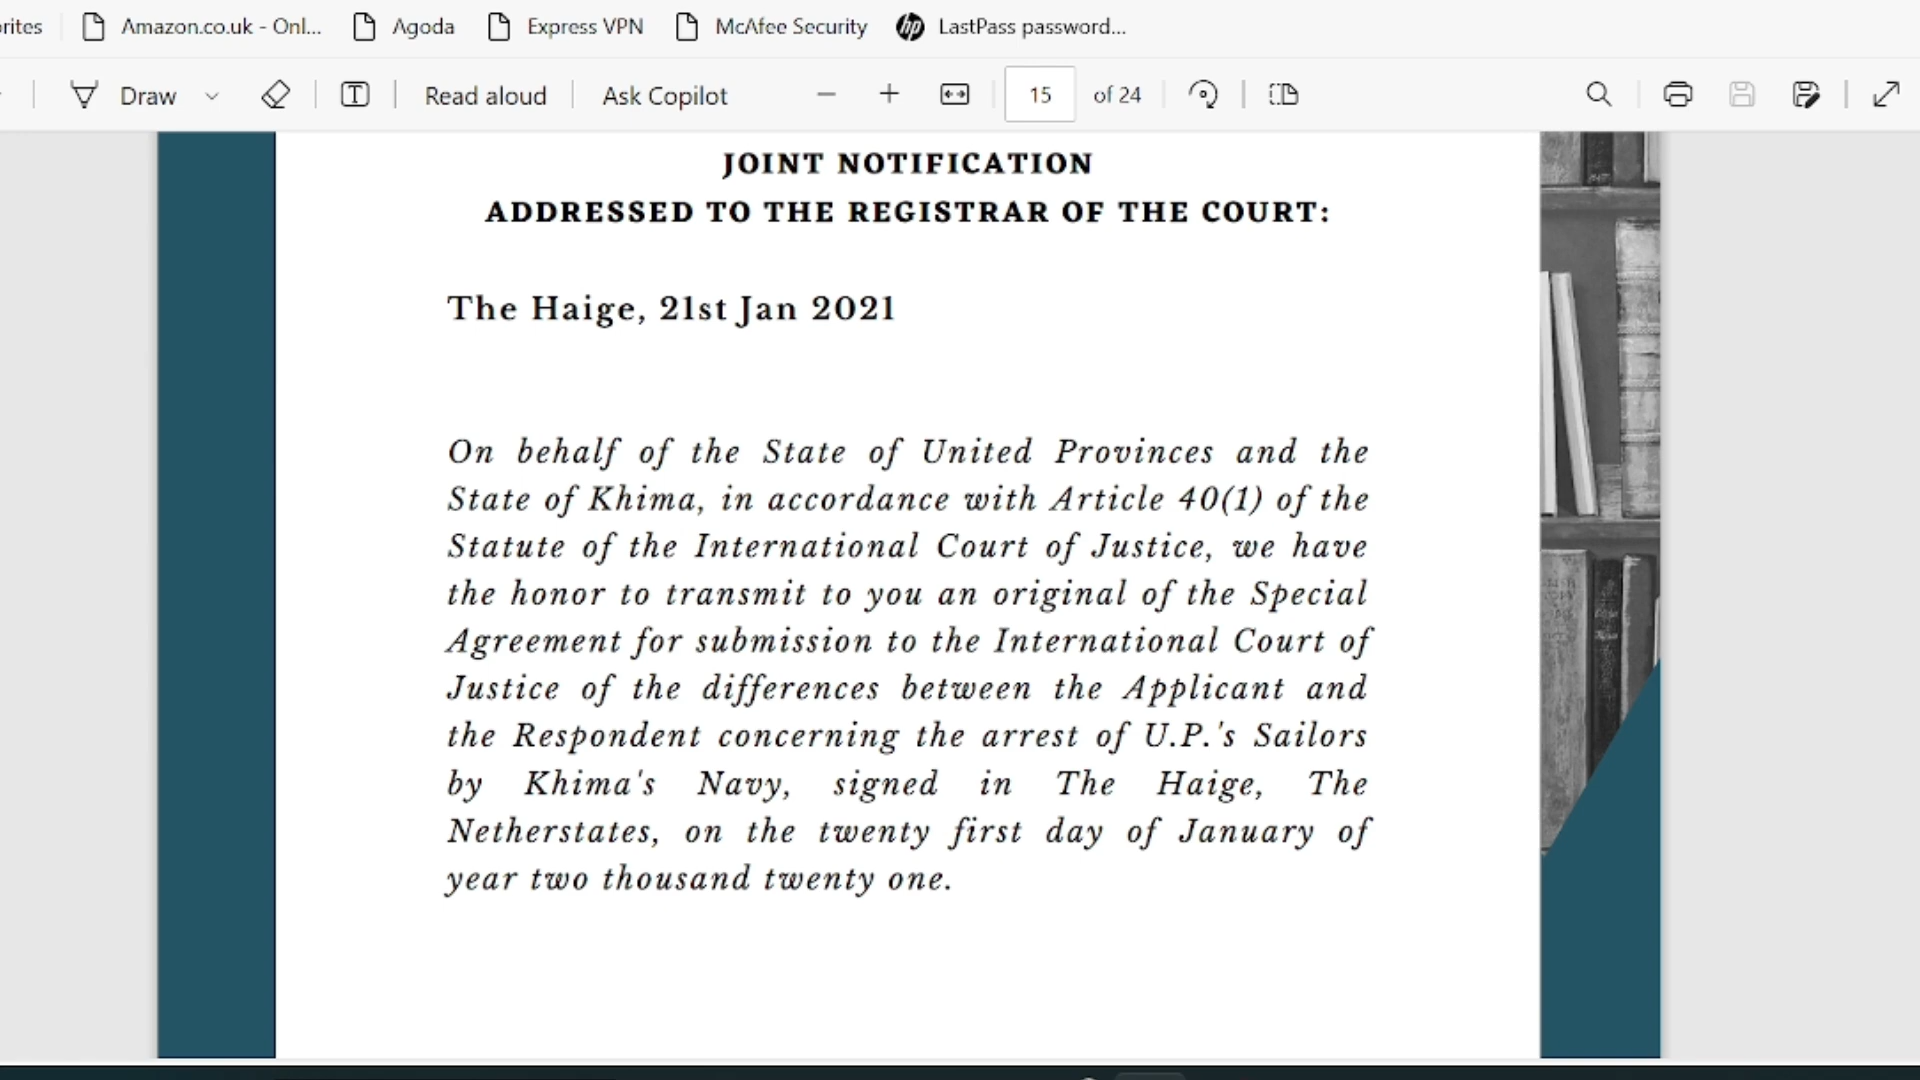 rites Amazon.co.uk - Onl... Agoda Express VPN McAfee Security hp LastPass password...
Draw Read aloud Ask Copilot 15 of 24
JOINT NOTIFICATION
ADDRESSED TO THE REGISTRAR OF THE COURT:
The Haige, 21st Jan 2021
On behalf of the State of United Provinces and the
State of Khima, in accordance with Article 40(1) of the
Statute of the International Court of Justice, we have
the honor to transmit to you an original of the Special
Agreement for submission to the International Court of
Justice of the differences between the Applicant and
the Respondent concerning the arrest of U.P.'s Sailors
by Khima's Navy, signed in The Haige, The
Netherstates, on the twenty first day of January of
year two thousand twenty one.